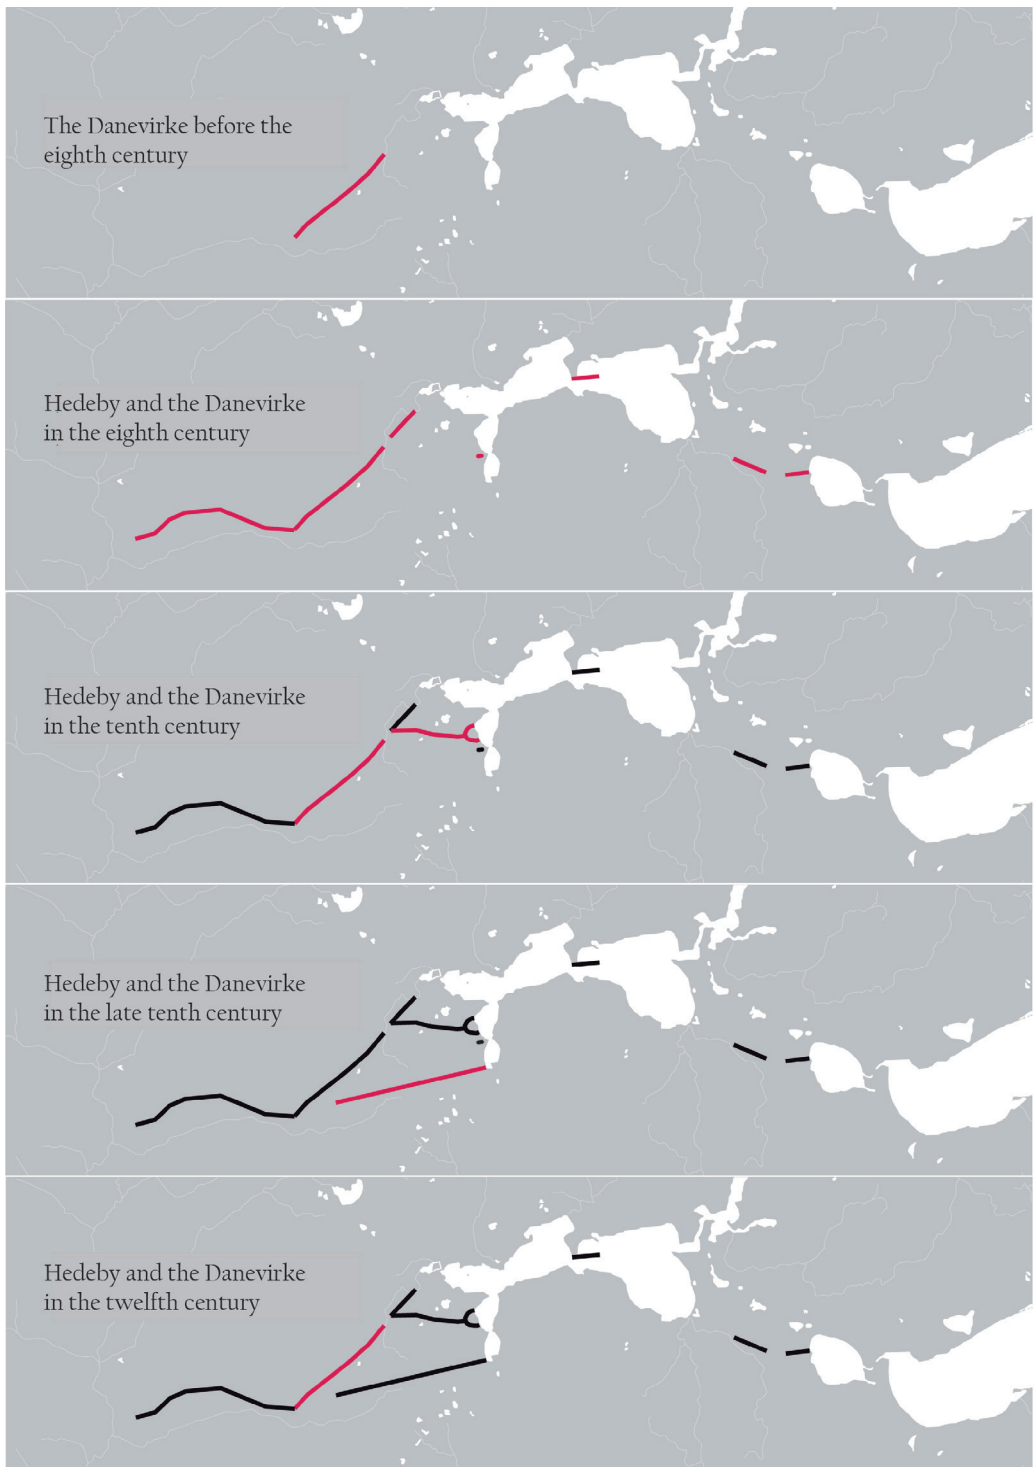 The Danevirke before the
eighth century
Hedeby and the Danevirke
in the eighth century
Hedeby and the Danevirke
in the tenth century
Hedeby and the Danevirke
in the late tenth century
Hedeby and the Danevirke
in the twelfth century